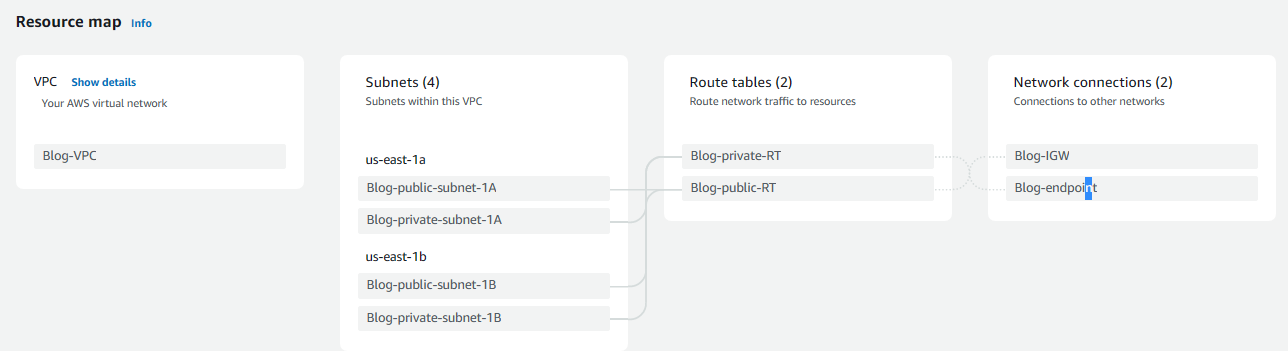 Resource map Info
VPC Show details
Your AWS virtual network
Blog-VPC
Subnets (4)
Subnets within this VPC
us-east-1a
Blog-public-subnet-1A
Blog-private-subnet-1A
us-east-1b
Blog-public-subnet-1B
Blog-private-subnet-1B
Route tables (2)
Route network traffic to resources
Blog-private-RT
Blog-public-RT
Network connections (2)
Connections to other networks
Blog-IGW
Blog-endpoint